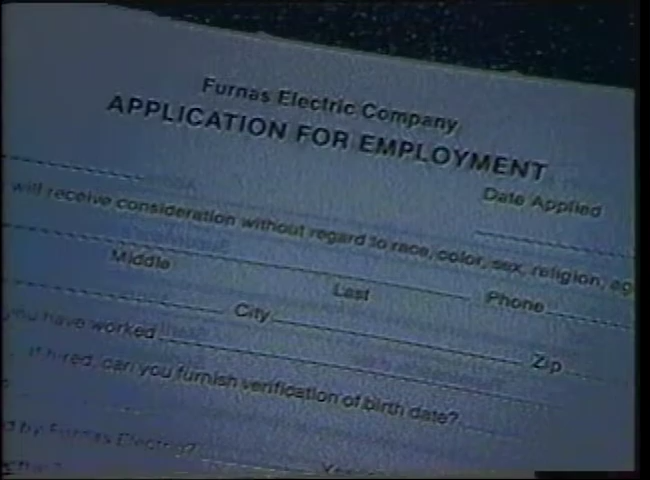 Furnas Electric Company
APPLICATION FOR EMPLOYMENT
Date Applied
will receive consideration without regard to race, color, sex, religion, ag
Middle Last Phone
City Zip
you have worked
If hired, can you furnish verification of birth date?
d by Furnas Electric?